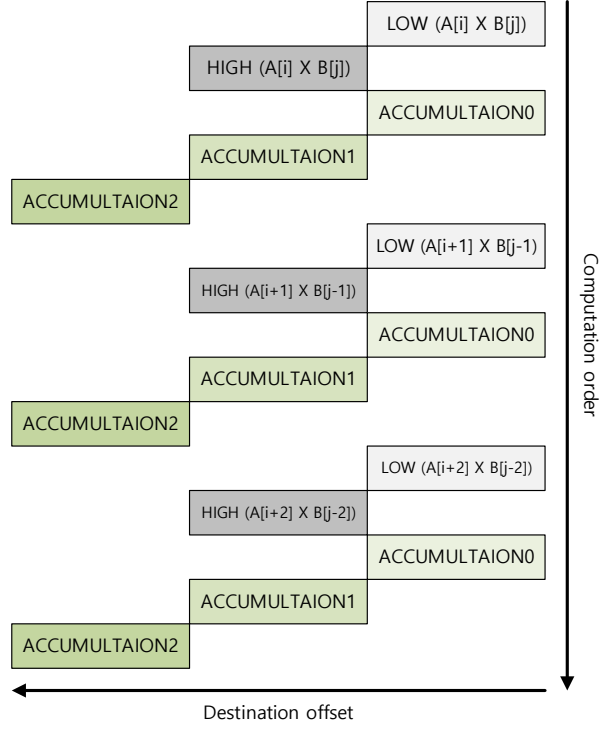 LOW (A[i] X B[j])
HIGH (A[i] X B[j])
ACCUMULTAION0
ACCUMULTAION1
ACCUMULTAION2
LOW (A[i+1] X B[j-1)
HIGH (A[i+1] X B[j-1])
ACCUMULTAION0
ACCUMULTAION1
ACCUMULTAION2
LOW (A[i+2] X B[j-2])
HIGH (A[i+2] X B[j-2])
ACCUMULTAION0
ACCUMULTAION1
ACCUMULTAION2
Computation order
Destination offset